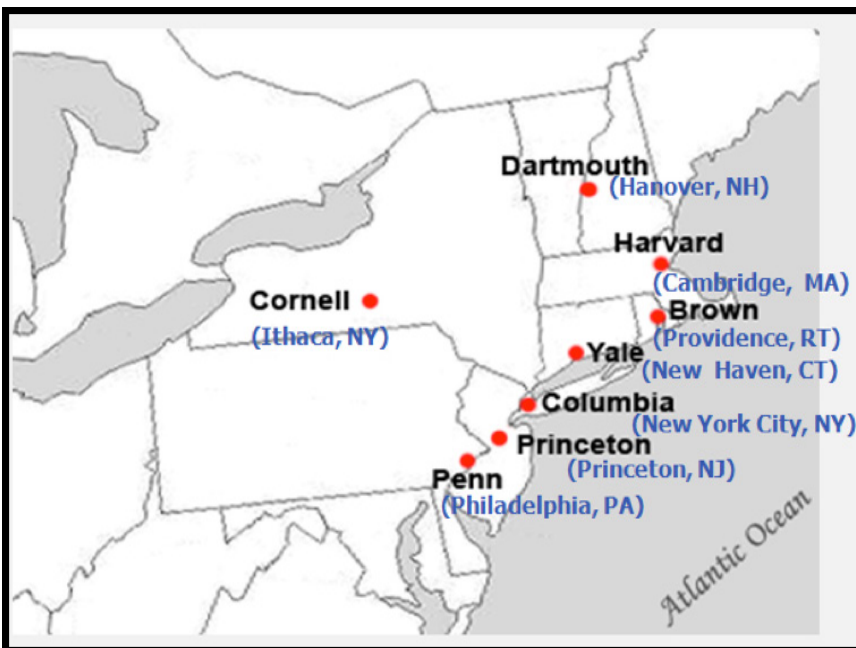 Dartmouth
(Hanover, NH)
Harvard
(Cambridge, MA)
Cornell
(Ithaca, NY)
Brown
(Providence, RT)
Yale
(New Haven, CT)
Columbia
(New York City, NY)
Princeton
(Princeton, NJ)
Penn
(Philadelphia, PA)
Atlantic Ocean